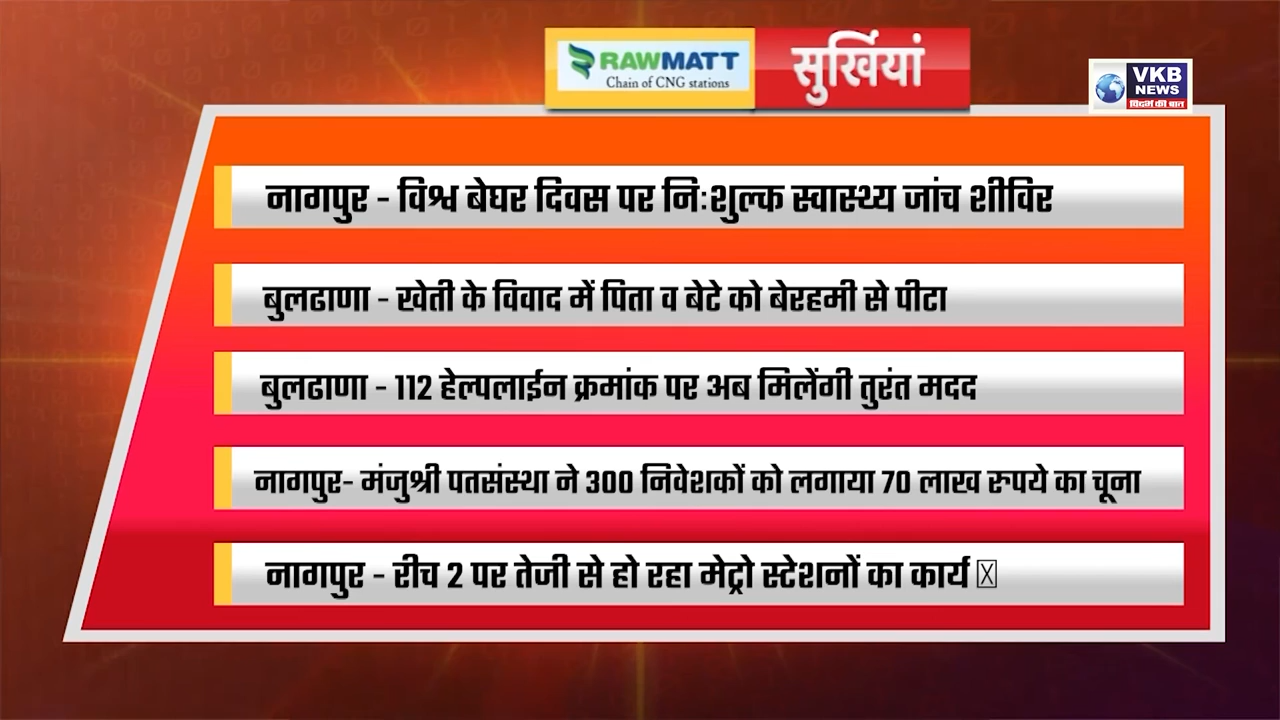 RAWMATT
Chain of CNG stations
सुर्खियां
VKB
NEWS
विदर्भ की बात
नागपुर - विश्व बेघर दिवस पर निःशुल्क स्वास्थ्य जांच शीविर
बुलढाणा - खेती के विवाद में पिता व बेटे को बेरहमी से पीटा
बुलढाणा - 112 हेल्पलाईन क्रमांक पर अब मिलेंगी तुरंत मदद
नागपुर- मंजुश्री पतसंस्था ने 300 निवेशकों को लगाया 70 लाख रुपये का चूना
नागपुर - रीच 2 पर तेजी से हो रहा मेट्रो स्टेशनों का कार्य